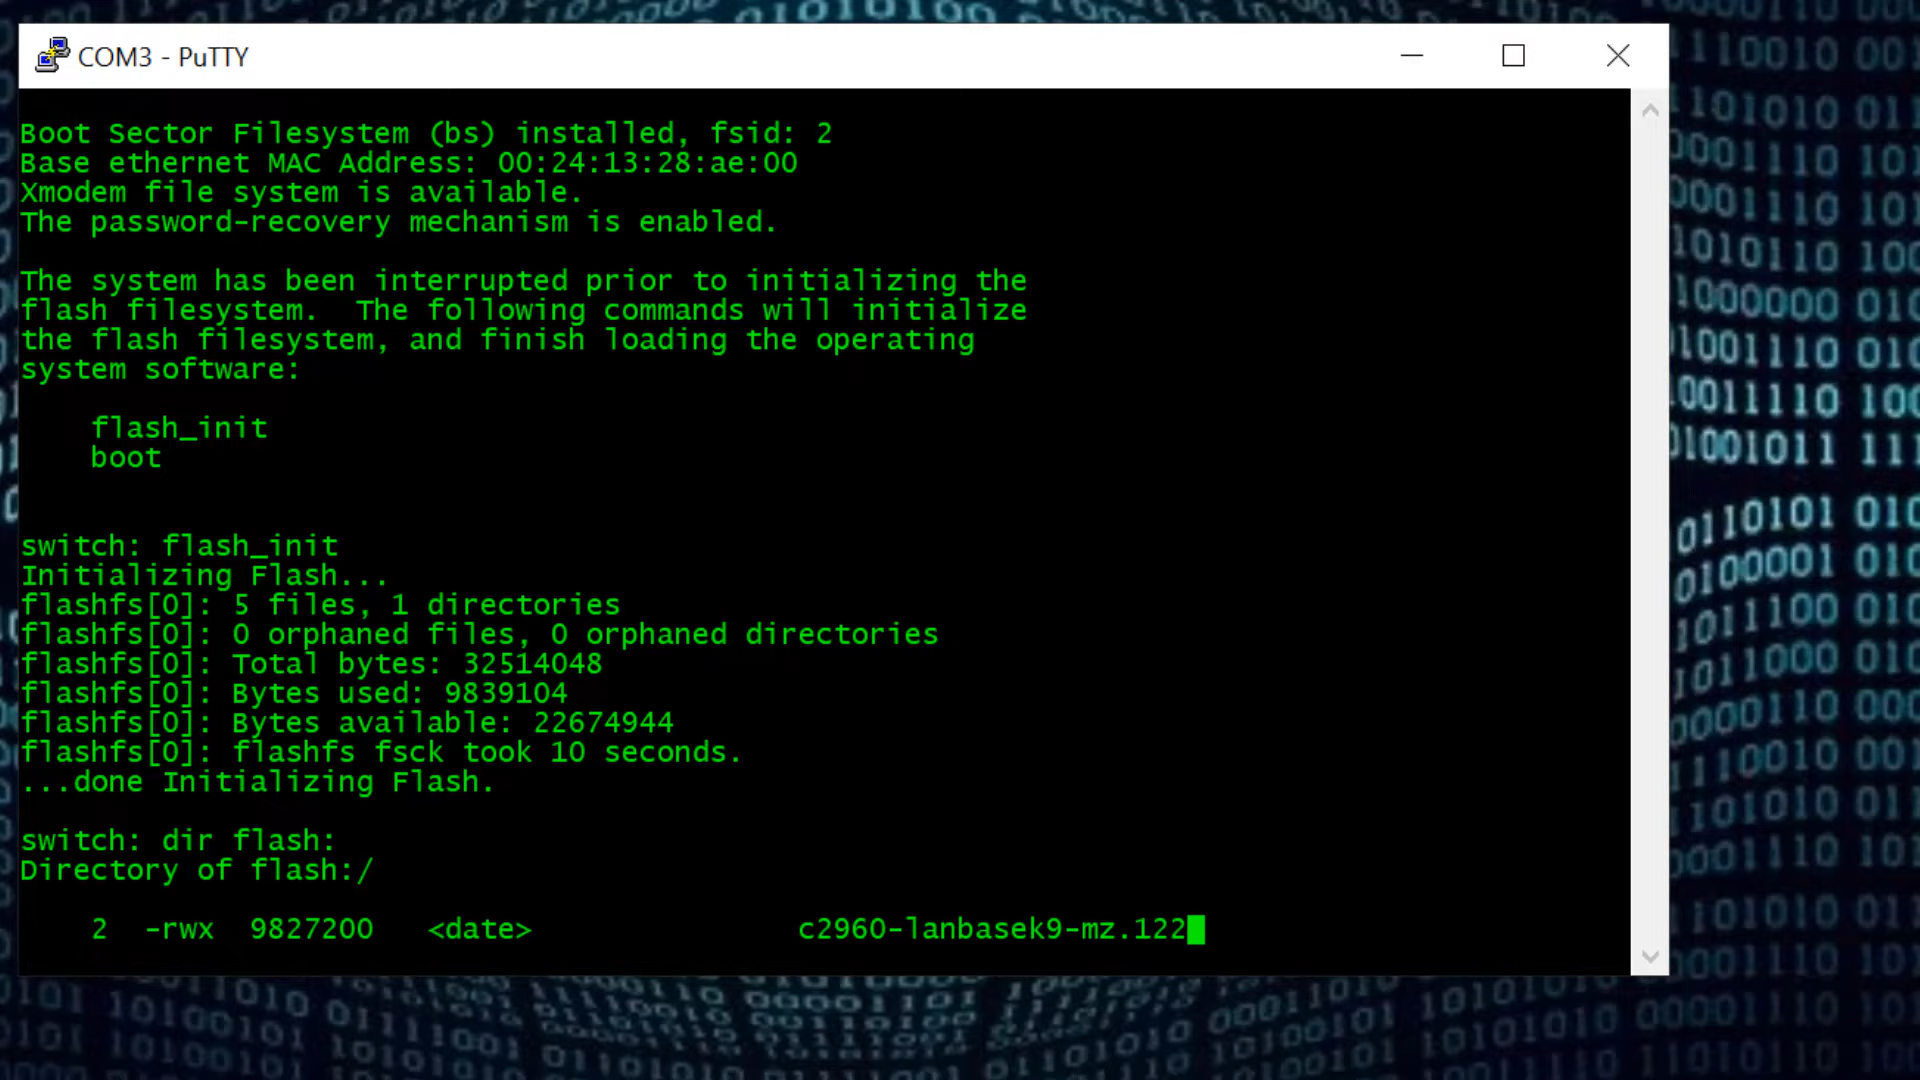 COM3 - PuTTY
Boot Sector Filesystem (bs) installed, fsid: 2
Base ethernet MAC Address: 00:24:13:28:ae:00
Xmodem file system is available.
The password-recovery mechanism is enabled.
The system has been interrupted prior to initializing the
flash filesystem.  The following commands will initialize
the flash filesystem, and finish loading the operating
system software:
flash_init
boot
switch: flash_init
Initializing Flash...
flashfs[0]: 5 files, 1 directories
flashfs[0]: 0 orphaned files, 0 orphaned directories
flashfs[0]: Total bytes: 32514048
flashfs[0]: Bytes used: 9839104
flashfs[0]: Bytes available: 22674944
flashfs[0]: flashfs fsck took 10 seconds.
...done Initializing Flash.
switch: dir flash:
Directory of flash:/
2  -rwx  9827200   <date>               c2960-lanbasek9-mz.122